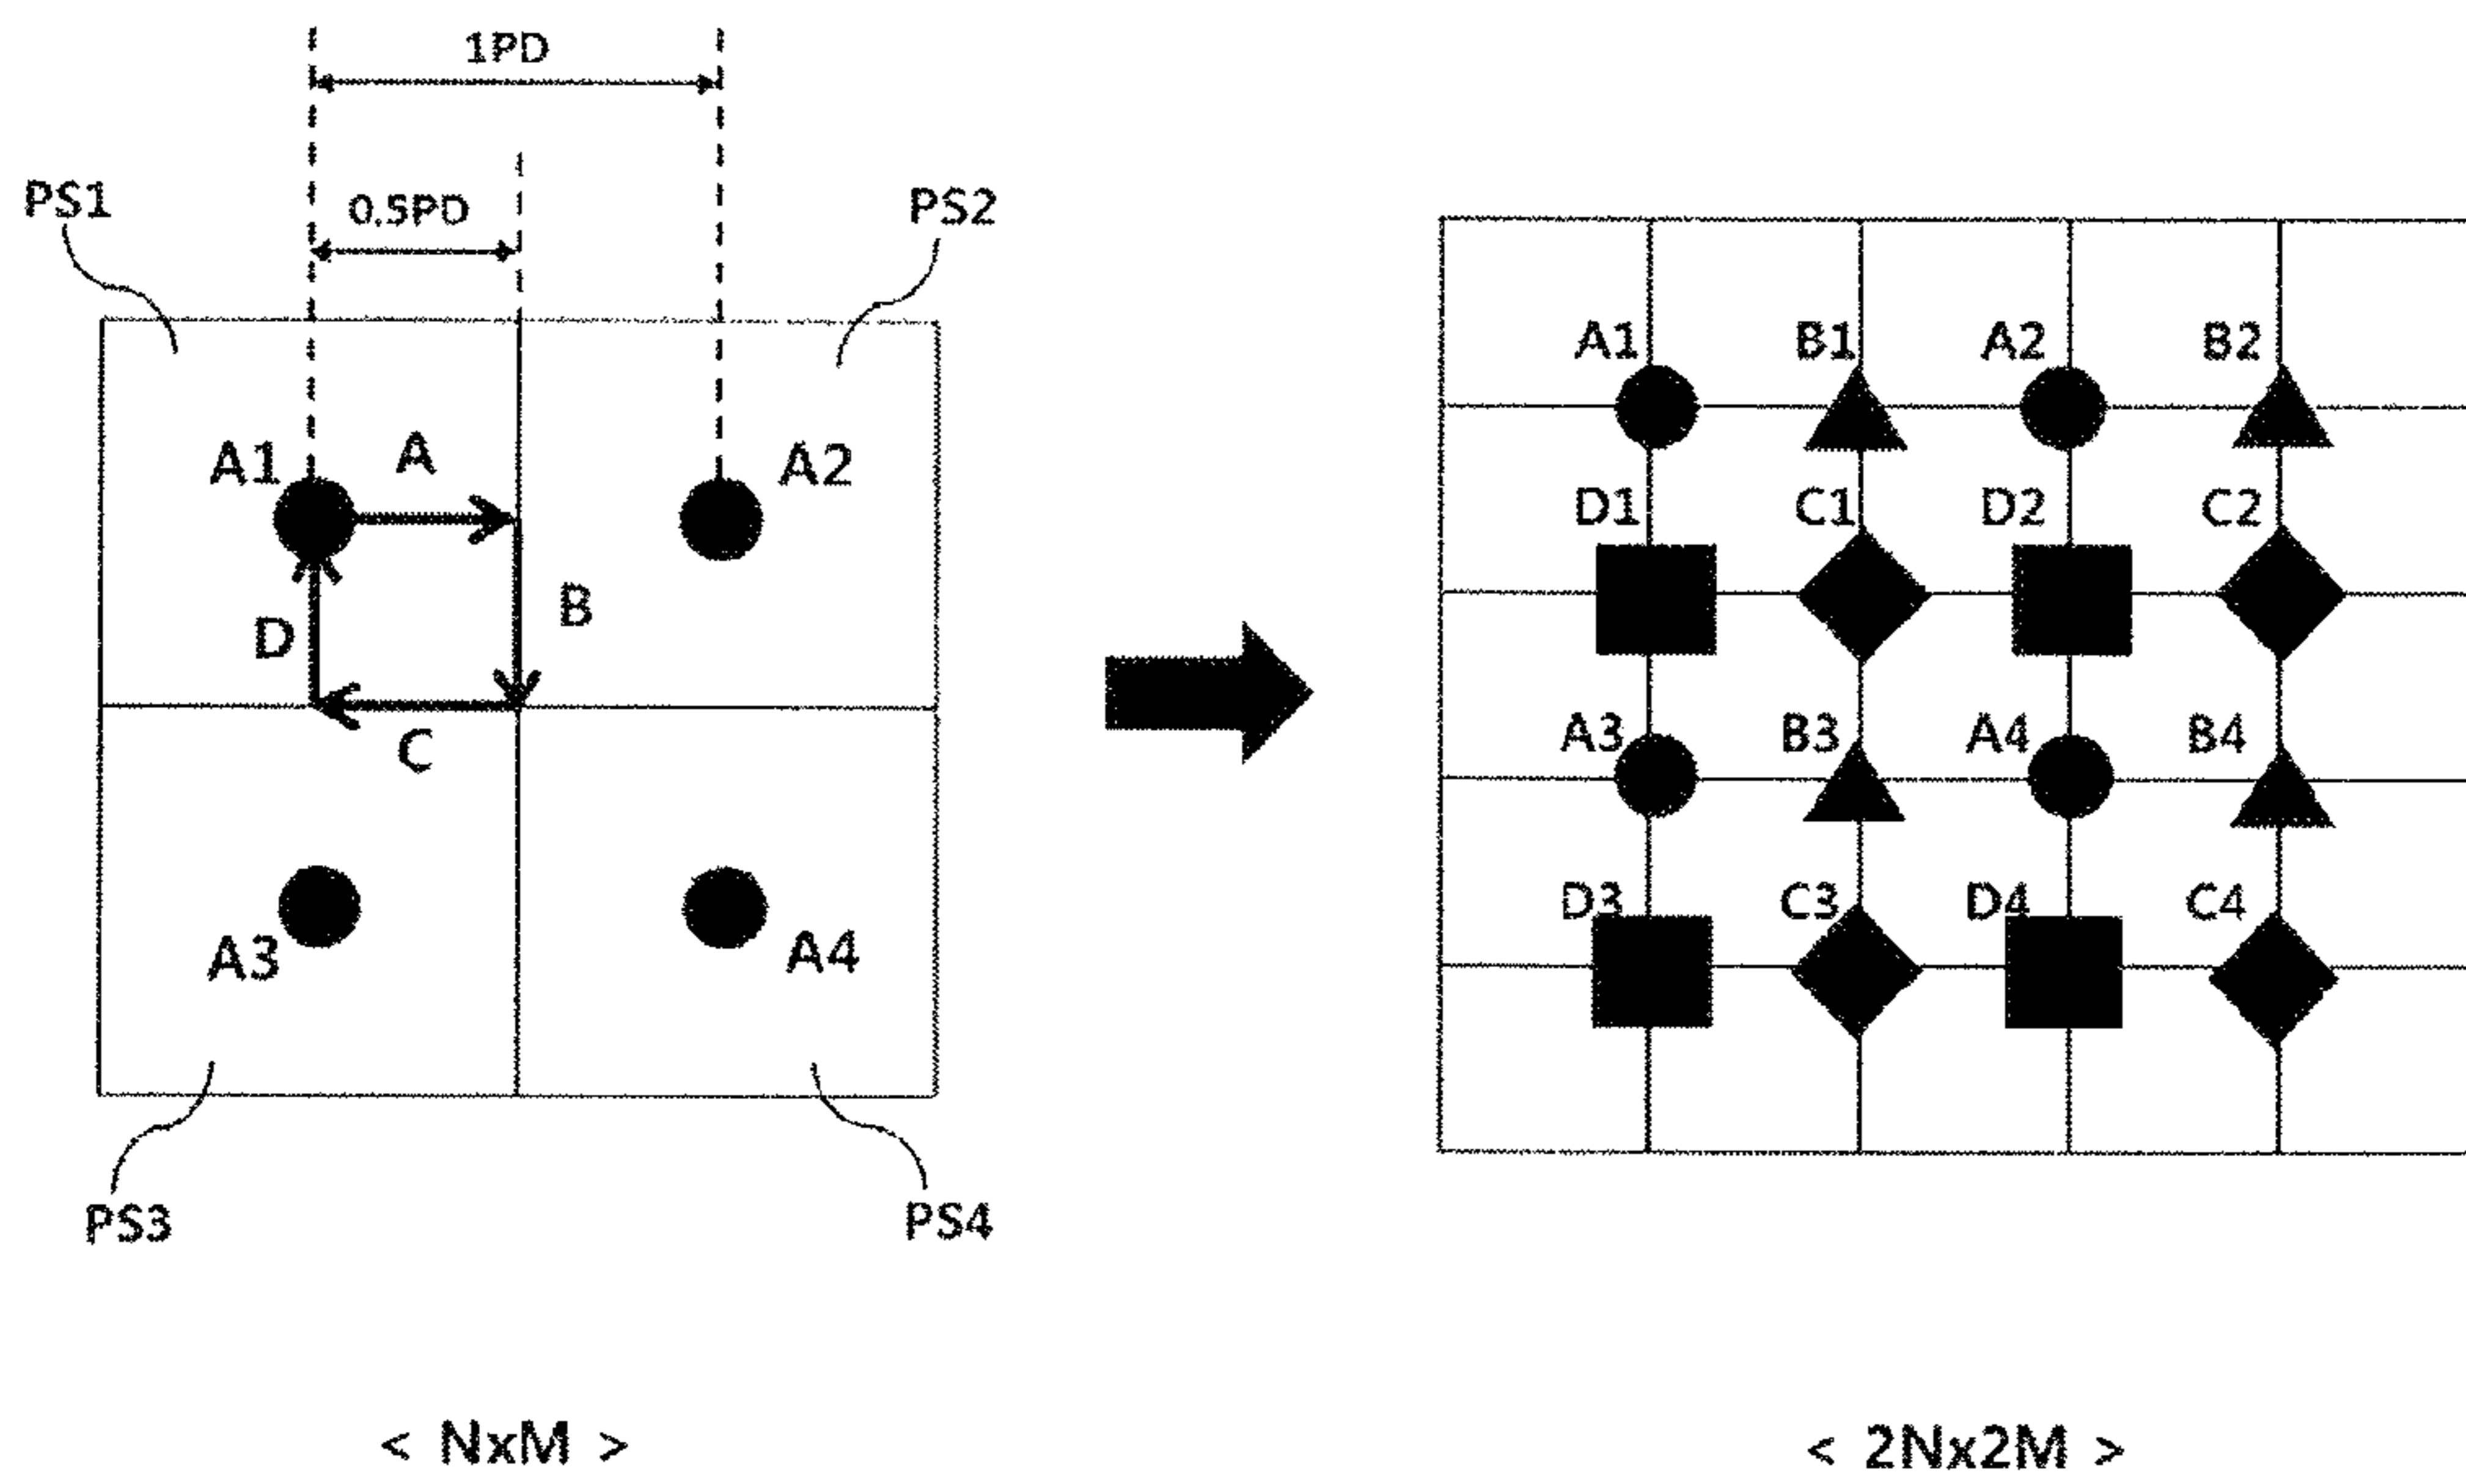 1PD
PS1
0.5PD
PS2
A1
A
A2
D
B
C
A3
A4
PS3
PS4
< NxM >
A1 B1 A2 B2
D1 C1 D2 C2
A3 B3 A4 B4
D3 C3 D4 C4
< 2Nx2M >